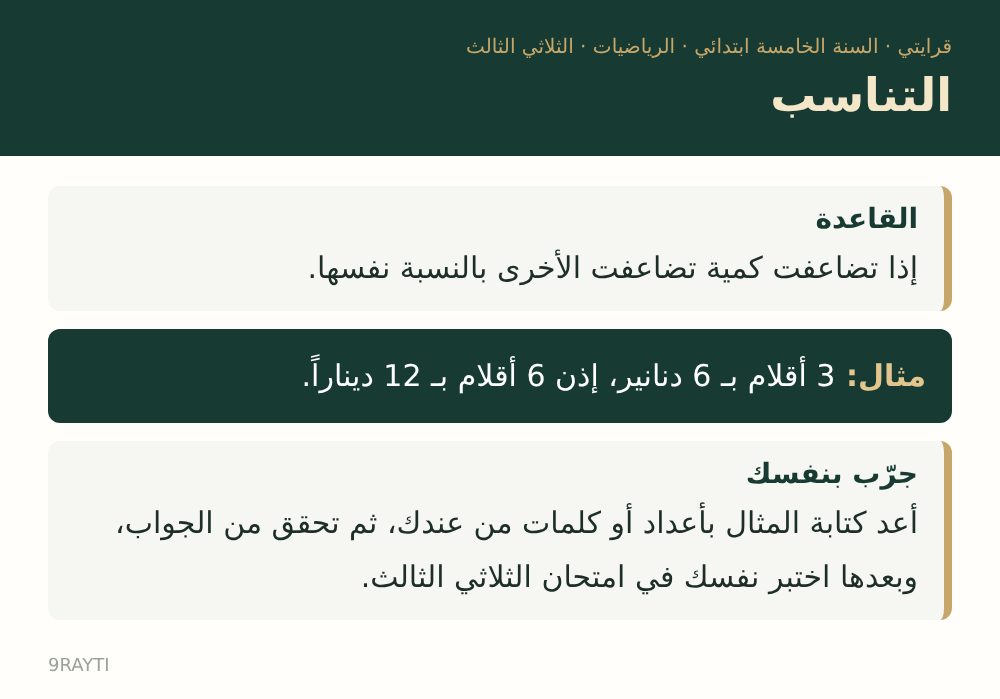 قرايتي · السنة الخامسة ابتدائي · الرياضيات · الثلاثي الثالث
التناسب
القاعدة
إذا تضاعفت كمية تضاعفت الأخرى بالنسبة نفسها.
مثال: 3 أقلام بـ 6 دنانير، إذن 6 أقلام بـ 12 ديناراً.
جرّب بنفسك
أعد كتابة المثال بأعداد أو كلمات من عندك، ثم تحقق من الجواب،
وبعدها اختبر نفسك في امتحان الثلاثي الثالث.
9RAYTI